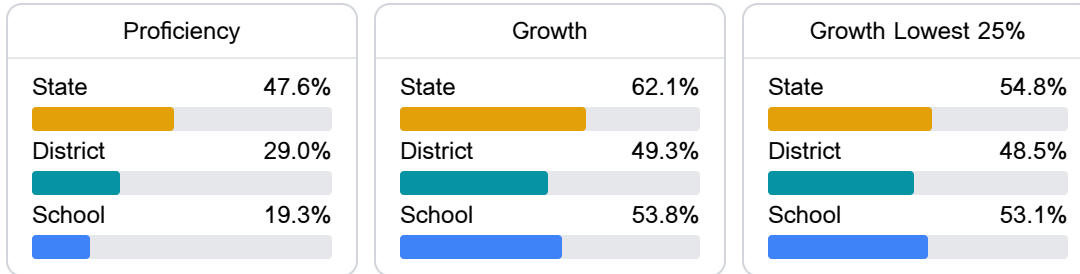 Proficiency
State 47.6%
District 29.0%
School 19.3%
Growth
State 62.1%
District 49.3%
School 53.8%
Growth Lowest 25%
State 54.8%
District 48.5%
School 53.1%